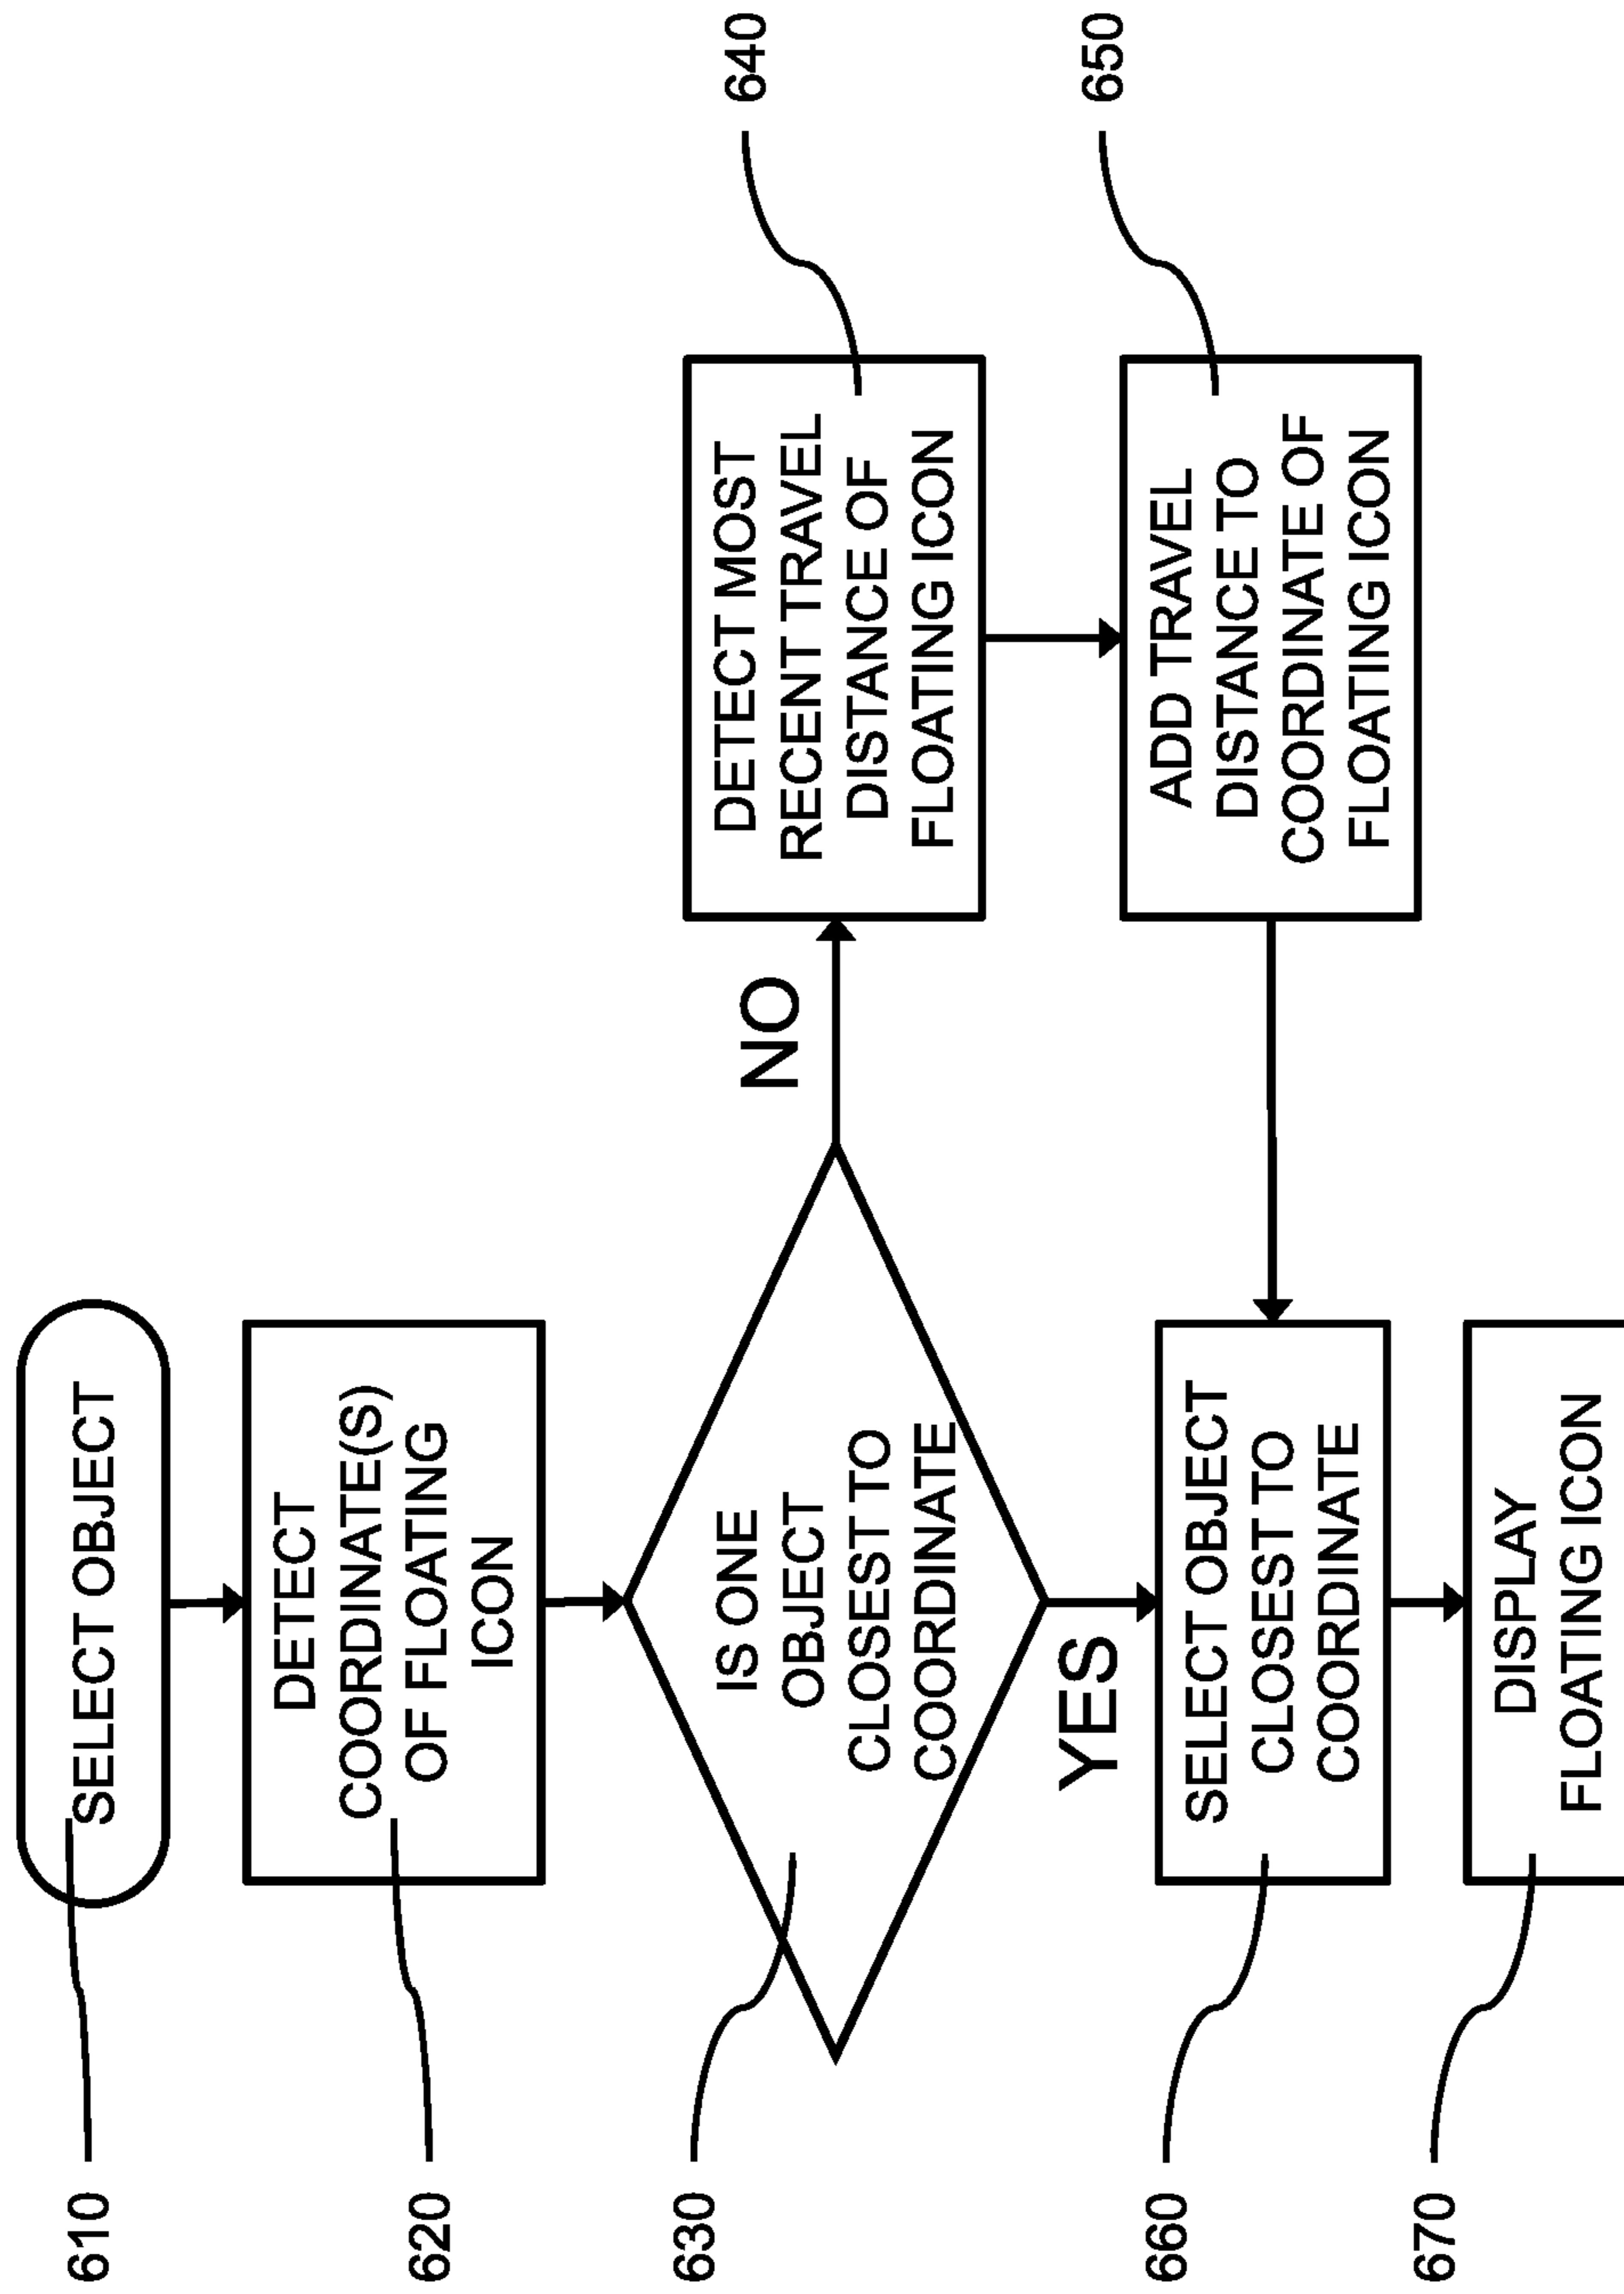 610
SELECT OBJECT
620
DETECT
COORDINATE(S)
OF FLOATING
ICON
630
IS ONE
OBJECT
CLOSEST TO
COORDINATE
NO
640
DETECT MOST
RECENT TRAVEL
DISTANCE OF
FLOATING ICON
650
ADD TRAVEL
DISTANCE TO
COORDINATE OF
FLOATING ICON
YES
660
SELECT OBJECT
CLOSEST TO
COORDINATE
670
DISPLAY
FLOATING ICON